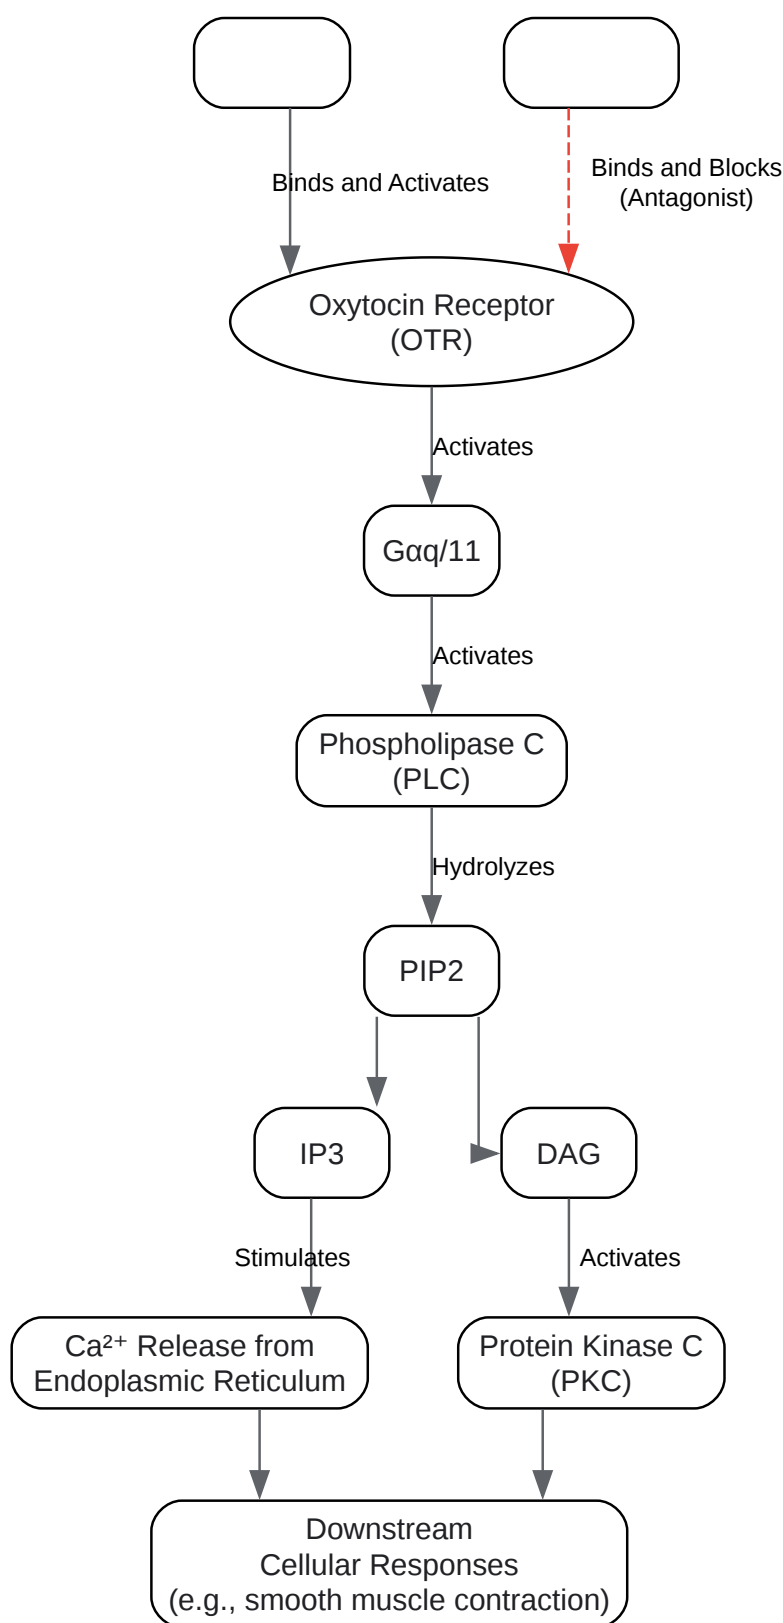 Binds and Activates
Binds and Blocks
(Antagonist)
Oxytocin Receptor
(OTR)
Activates
Gαq/11
Activates
Phospholipase C
(PLC)
Hydrolyzes
PIP2
IP3
DAG
Stimulates
Activates
Ca²⁺ Release from
Endoplasmic Reticulum
Protein Kinase C
(PKC)
Downstream
Cellular Responses
(e.g., smooth muscle contraction)